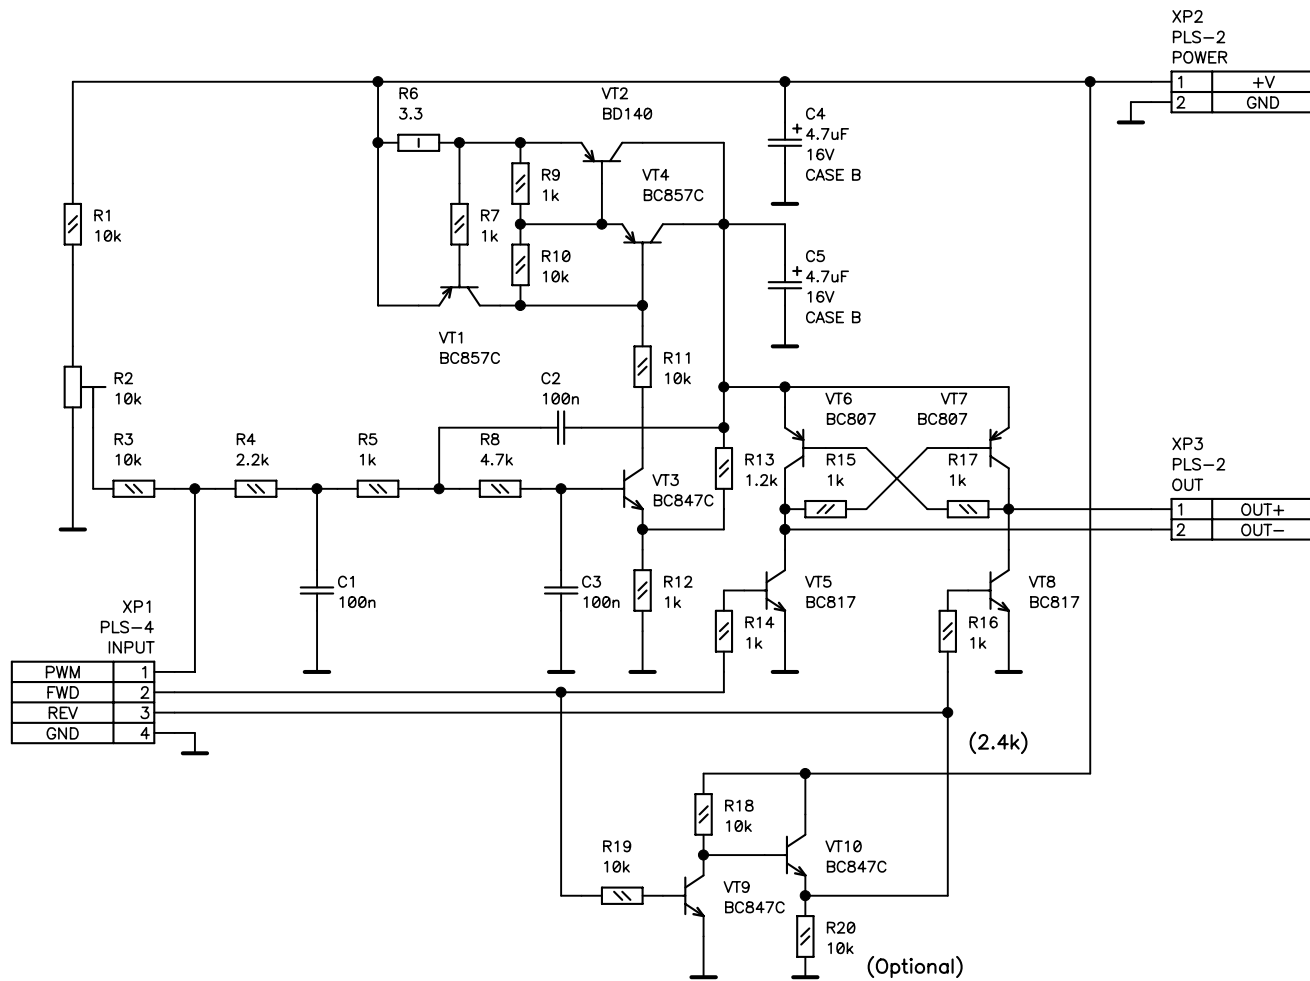 XP2
PLS-2
POWER
1 +V
2 GND
R6
3.3
VT2
BD140
C4
+ 4.7uF
16V
CASE B
R9
1k
VT4
BC857C
R1
10k
R7
1k
R10
10k
C5
+ 4.7uF
16V
CASE B
VT1
BC857C
R11
10k
R2
10k
C2
100n
VT6
BC807
VT7
BC807
R3
10k
R4
2.2k
R5
1k
R8
4.7k
VT3
BC847C
R13
1.2k
R15
1k
R17
1k
XP3
PLS-2
OUT
1 OUT+
2 OUT-
C1
100n
C3
100n
R12
1k
VT5
BC817
VT8
BC817
R14
1k
R16
1k
XP1
PLS-4
INPUT
PWM 1
FWD 2
REV 3
GND 4
(2.4k)
R18
10k
R19
10k
VT10
BC847C
VT9
BC847C
R20
10k
(Optional)